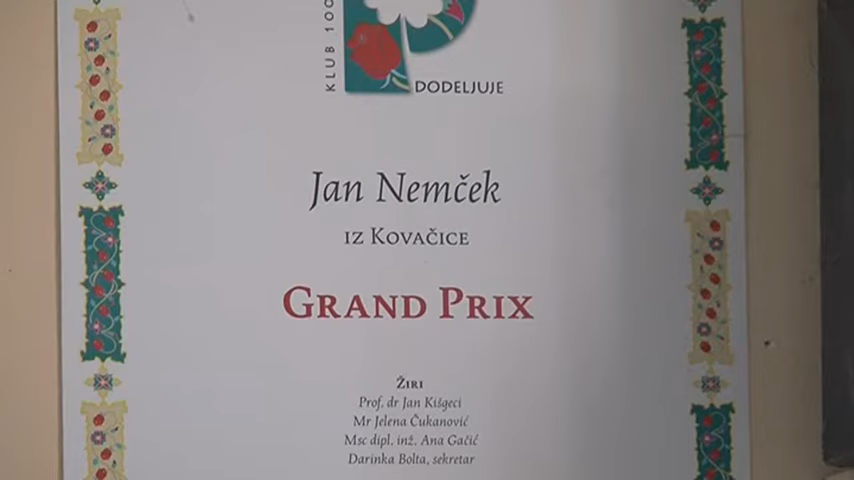 KLUB 100
DODELJUJE
Jan Nemček
IZ KOVAČICE
GRAND PRIX
ŽIRI
Prof. dr Jan Kišgeci
Mr Jelena Čukanović
Msc dipl. inž. Ana Gačić
Darinka Bolta, sekretar